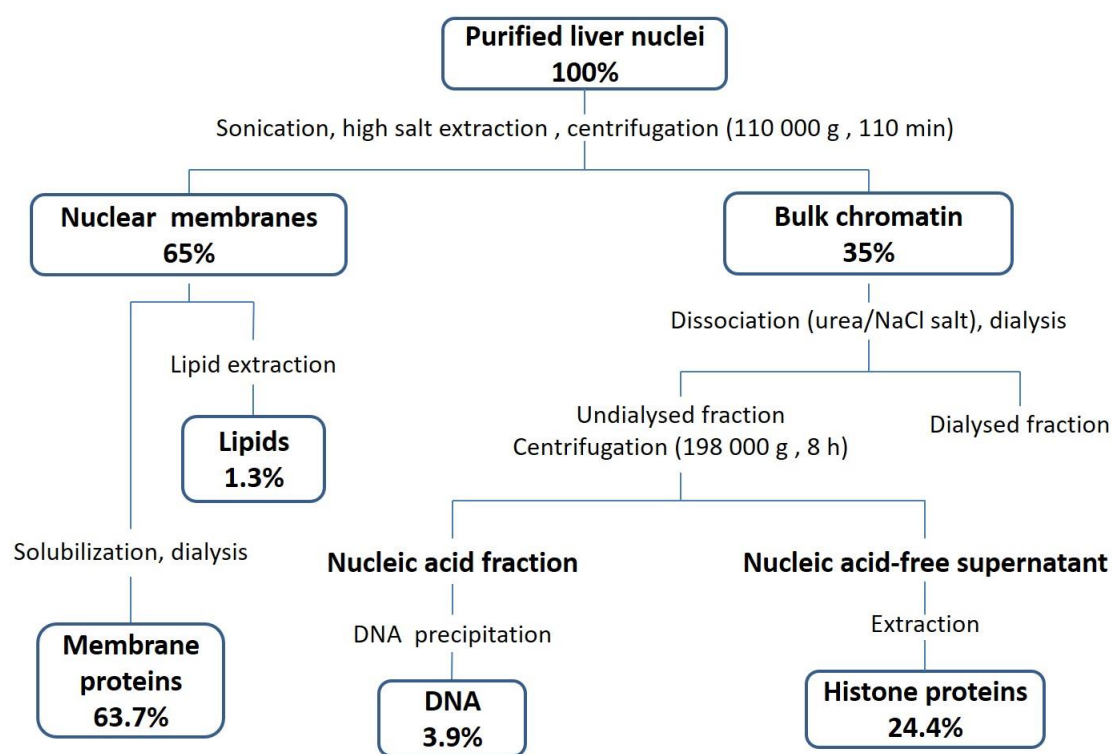 Purified liver nuclei
100%
Sonication, high salt extraction , centrifugation (110 000 g , 110 min)
Nuclear membranes
65%
Bulk chromatin
35%
Dissociation (urea/NaCl salt), dialysis
Lipid extraction
Undialysed fraction
Centrifugation (198 000 g , 8 h)
Dialysed fraction
Lipids
1.3%
Solubilization, dialysis
Nucleic acid fraction
Nucleic acid-free supernatant
DNA precipitation
Extraction
Membrane
proteins
63.7%
DNA
3.9%
Histone proteins
24.4%